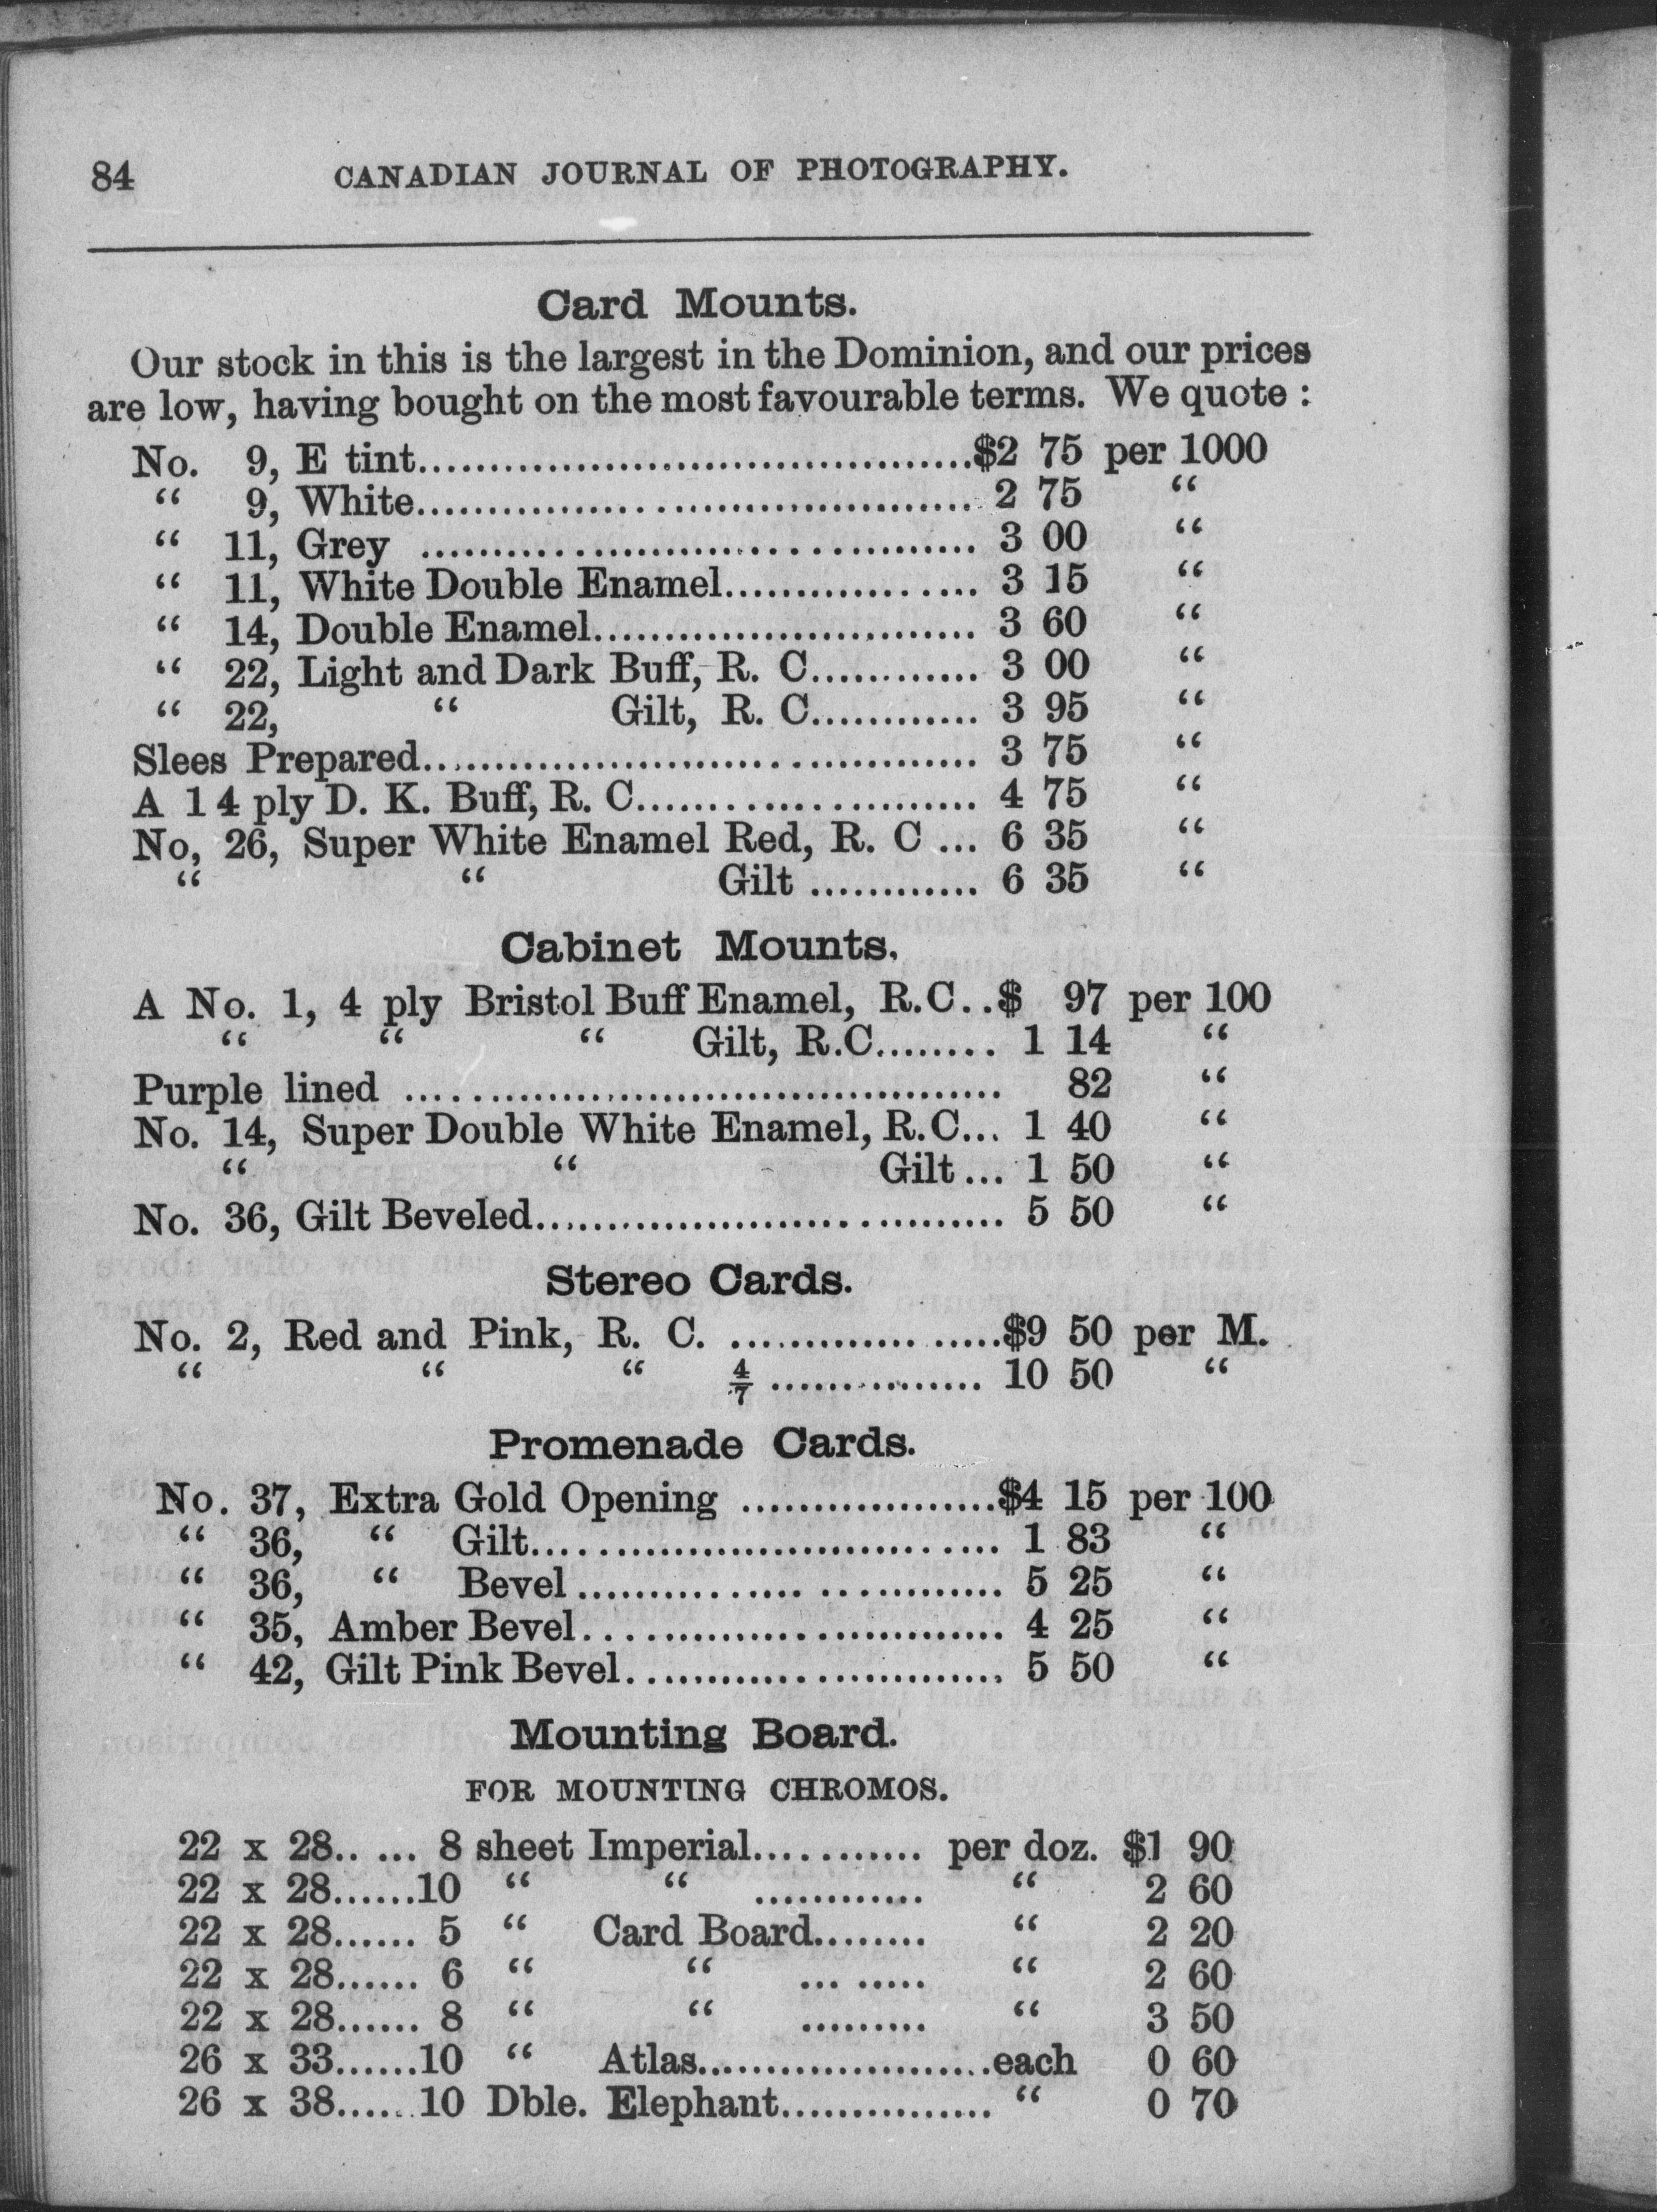 84 CANADIAN JOURNAL OF PHOTOGRAPHY.
Card Mounts.
Our stock in this is the largest in the Dominion, and our prices
are low, having bought on the most favourable terms. We quote :
No. 9, E tint........................................$2 75 per 1000
“ 9, White........................................ 2 75 “
“ 11, Grey ........................................ 3 00 “
“ 11, White Double Enamel.................. 3 15 “
“ 14, Double Enamel........................... 3 60 “
“ 22, Light and Dark Buff, R. C............ 3 00 “
“ 22, “ Gilt, R. C............ 3 95 “
Slees Prepared........................................ 3 75 “
A 1 4 ply D. K. Buff, R. C........................ 4 75 “
No, 26, Super White Enamel Red, R. C ... 6 35 “
“ “ Gilt ............ 6 35 “
Cabinet Mounts.
A No. 1, 4 ply Bristol Buff Enamel, R.C..$ 97 per 100
“ “ “ Gilt, R.C........ 1 14 “
Purple lined .......................................... 82 “
No. 14, Super Double White Enamel, R.C... 1 40 “
“ “ Gilt... 1 50 “
No. 36, Gilt Beveled................................. 5 50 “
Stereo Cards.
No. 2, Red and Pink, R. C. ...................$9 50 per M.
“ “ “ 4/7 ............... 10 50 “
Promenade Cards.
No. 37, Extra Gold Opening ..................$4 15 per 100
“ 36, “ Gilt................................. 1 83 “
“ 36, “ Bevel.............................. 5 25 “
“ 35, Amber Bevel.............................. 4 25 “
“ 42, Gilt Pink Bevel........................... 5 50 “
Mounting Board.
FOR MOUNTING CHROMOS.
22 x 28.. ... 8 sheet Imperial............ per doz. $1 90
22 x 28......10 “ “ ............ “ 2 60
22 x 28...... 5 “ Card Board........ “ 2 20
22 x 28...... 6 “ “ ... ..... “ 2 60
22 x 28...... 8 “ “ ......... “ 3 50
26 x 33......10 “ Atlas.....................each 0 60
26 x 38......10 Dble. Elephant............... “ 0 70